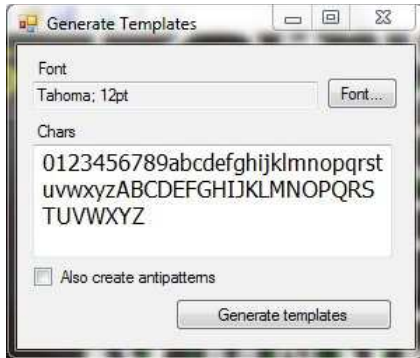 Generate Templates
Font
Tahoma; 12pt
Font...
Chars
0123456789abcdefghijklmnopqrst
uvwxyzABCDEFGHIJKLMNOPQRS
TUVWXYZ
Also create antipatterns
Generate templates